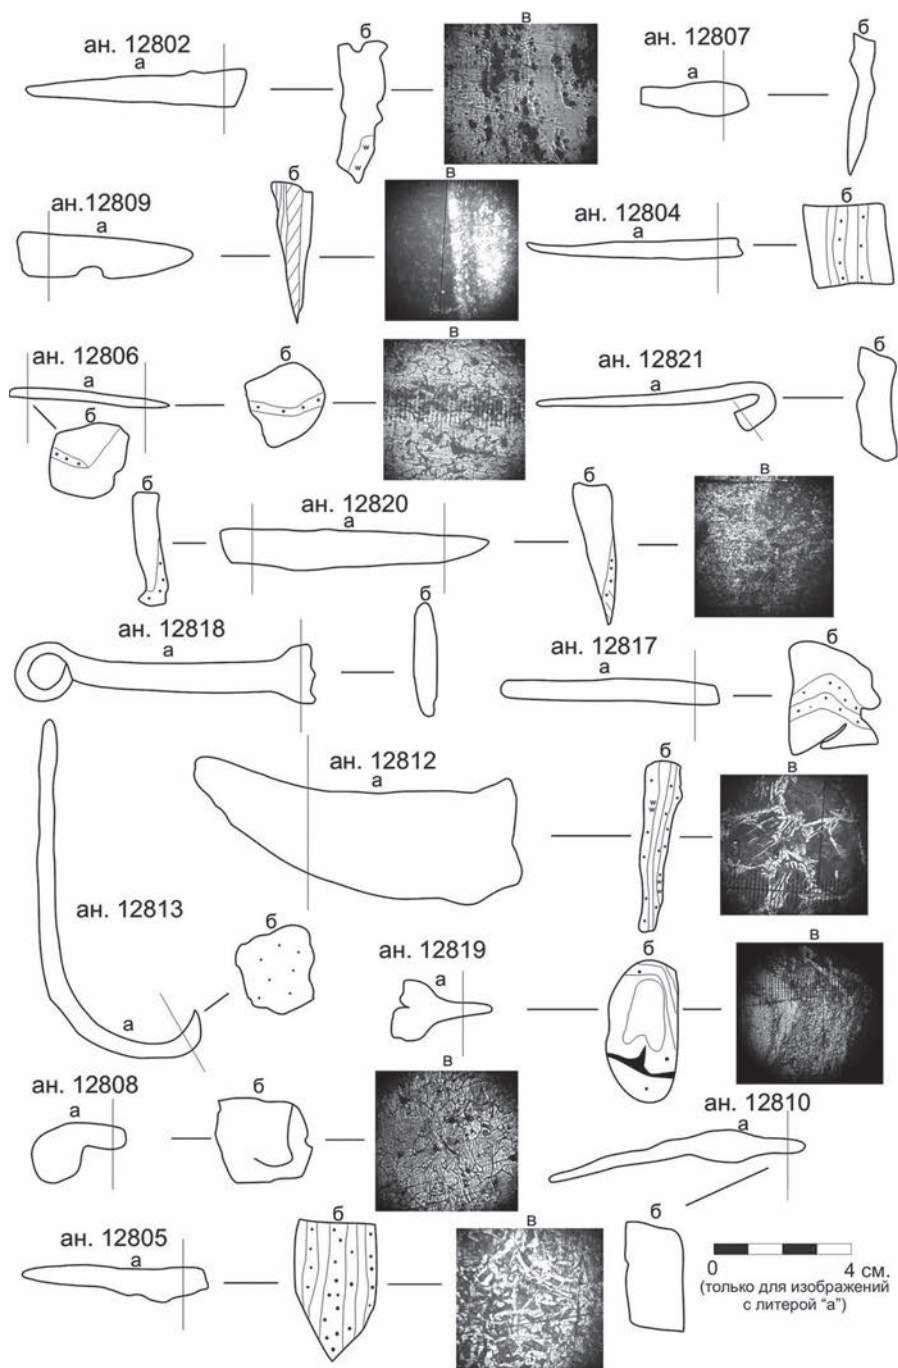 ан. 12802
а
б
в
ан. 12807
а
б
ан.12809
а
б
в
ан. 12804
а
б
ан. 12806
а
б
б
в
ан. 12821
а
б
б
ан. 12820
а
б
в
ан. 12818
а
б
ан. 12817
а
б
ан. 12812
а
б
в
ан. 12813
а
б
ан. 12819
а
б
в
ан. 12808
а
б
в
ан. 12810
а
б
ан. 12805
а
б
в
0 4 см.
(только для изображений
с литерой “а”)